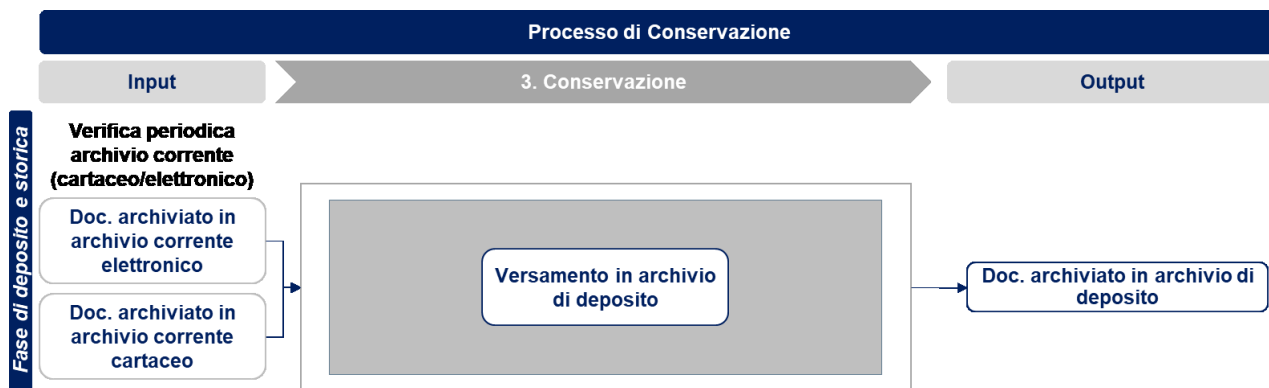 Processo di Conservazione
Input
3. Conservazione
Output
Fase di deposito e storica
Verifica periodica
archivio corrente
(cartaceo/elettronico)
Doc. archiviato in
archivio corrente
elettronico
Doc. archiviato in
archivio corrente
cartaceo
Versamento in archivio
di deposito
Doc. archiviato in archivio di
deposito